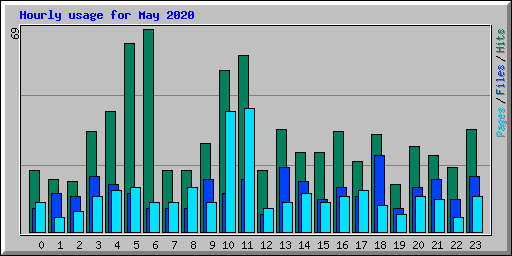 Hourly usage for May 2020
69
Pages / Files / Hits
0 1 2 3 4 5 6 7 8 9 10 11 12 13 14 15 16 17 18 19 20 21 22 23